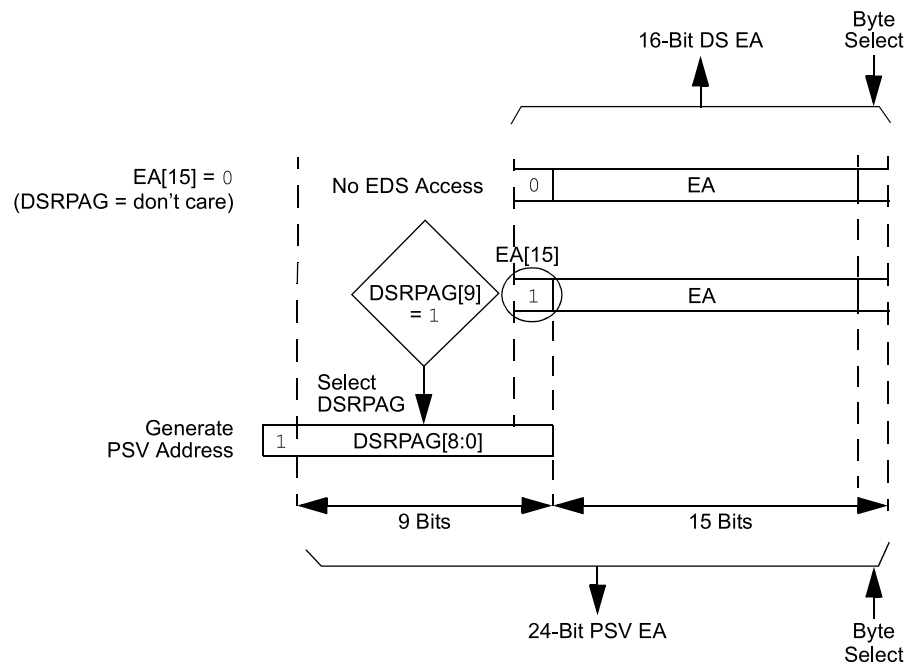 Byte
Select
16-Bit DS EA
EA[15] = 0
(DSRPAG = don't care)
No EDS Access
0
EA
EA[15]
DSRPAG[9]
= 1
1
EA
Select
DSRPAG
Generate
PSV Address
1
DSRPAG[8:0]
9 Bits
15 Bits
24-Bit PSV EA
Byte
Select